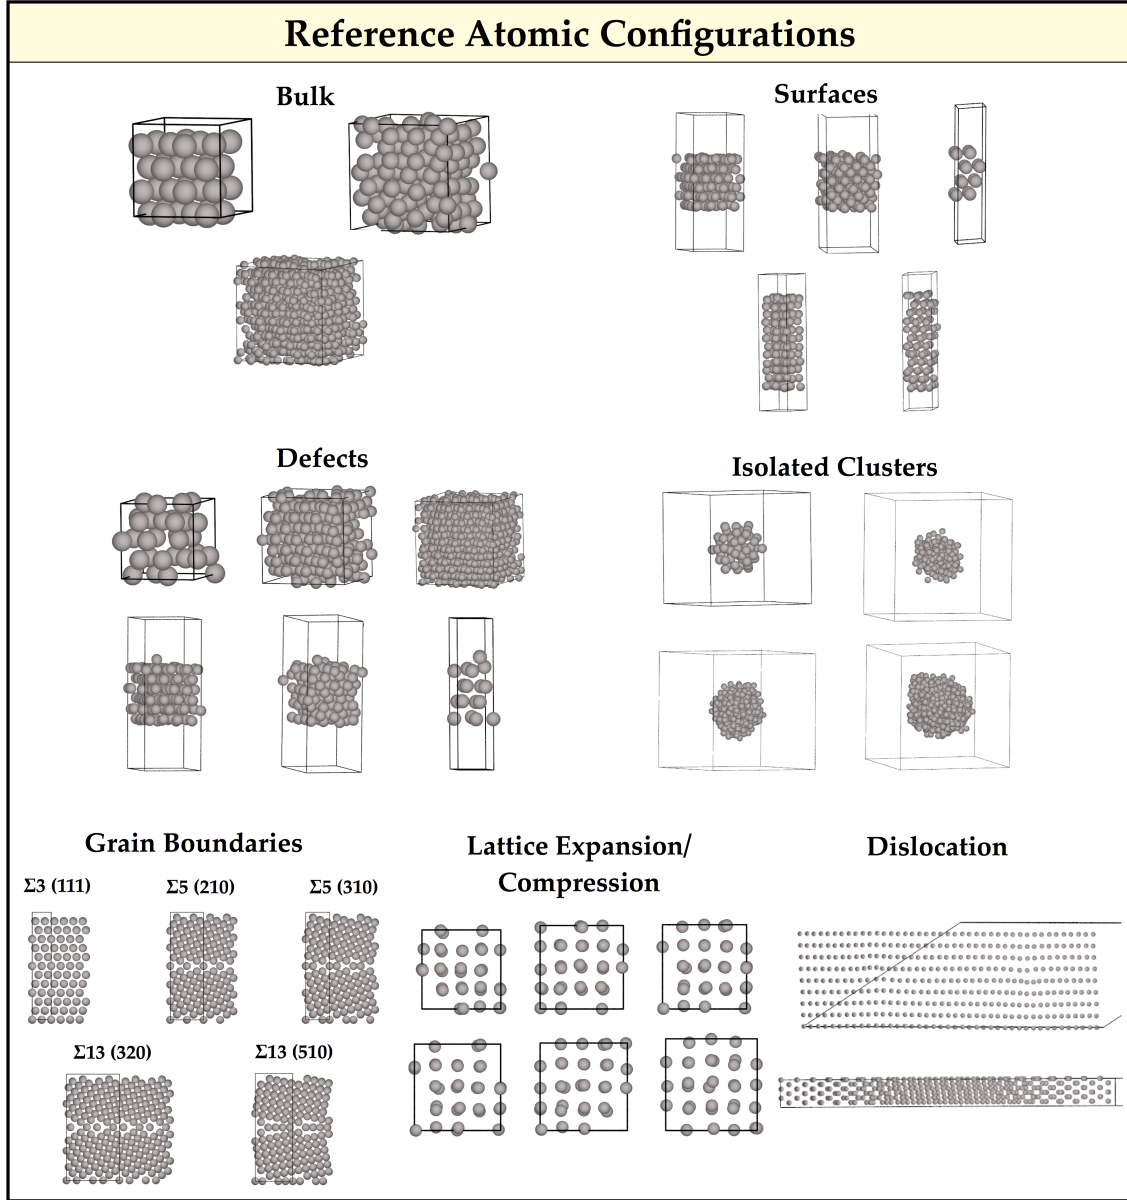 Reference Atomic Configurations
Bulk
Surfaces
Defects
Isolated Clusters
Grain Boundaries
Σ3 (111)
Σ5 (210)
Σ5 (310)
Σ13 (320)
Σ13 (510)
Lattice Expansion/
Compression
Dislocation